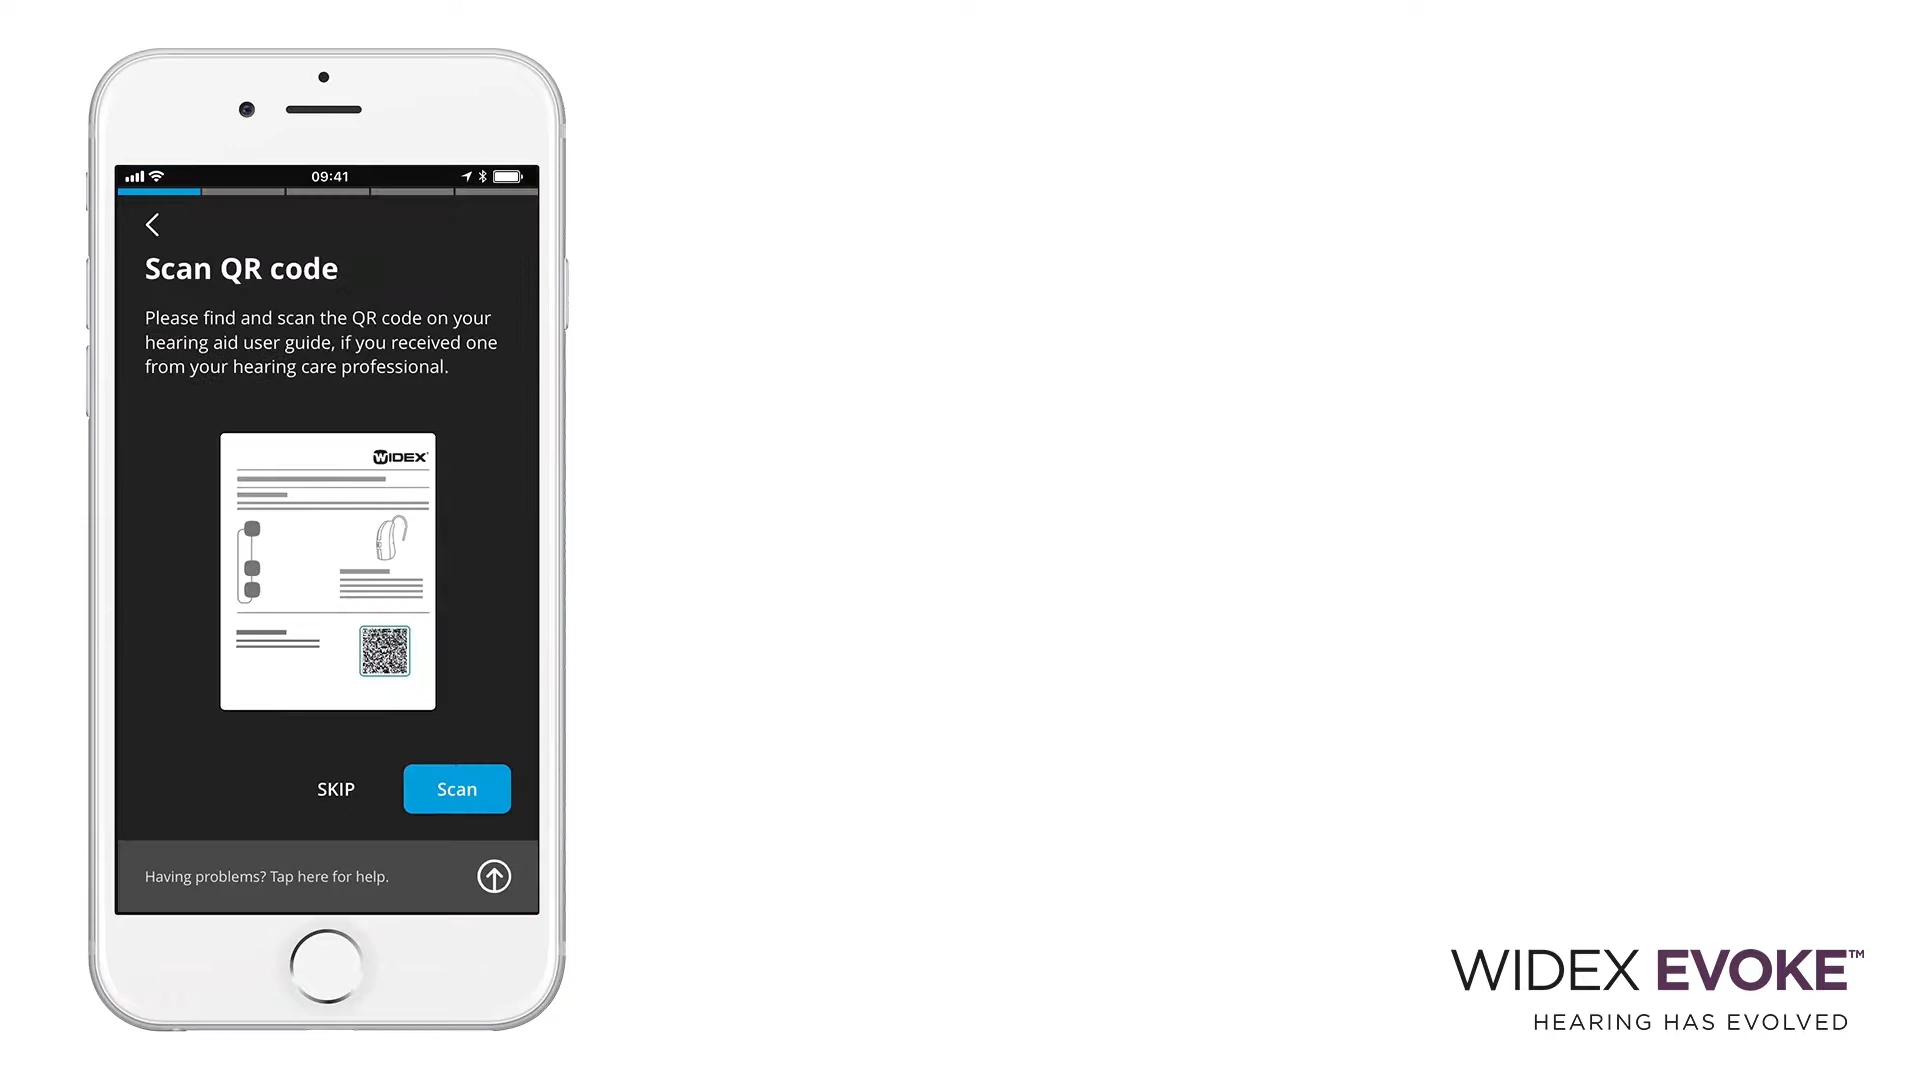 09:41
Scan QR code
Please find and scan the QR code on your
hearing aid user guide, if you received one
from your hearing care professional.
WIDEX
SKIP
Scan
Having problems? Tap here for help.
WIDEX EVOKE™
HEARING HAS EVOLVED